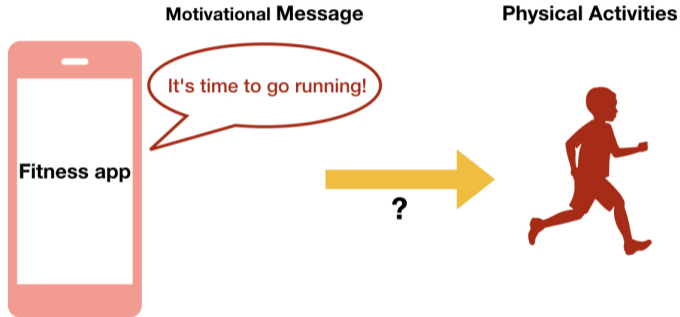 Motivational Message
Physical Activities
It's time to go running!
Fitness app
?